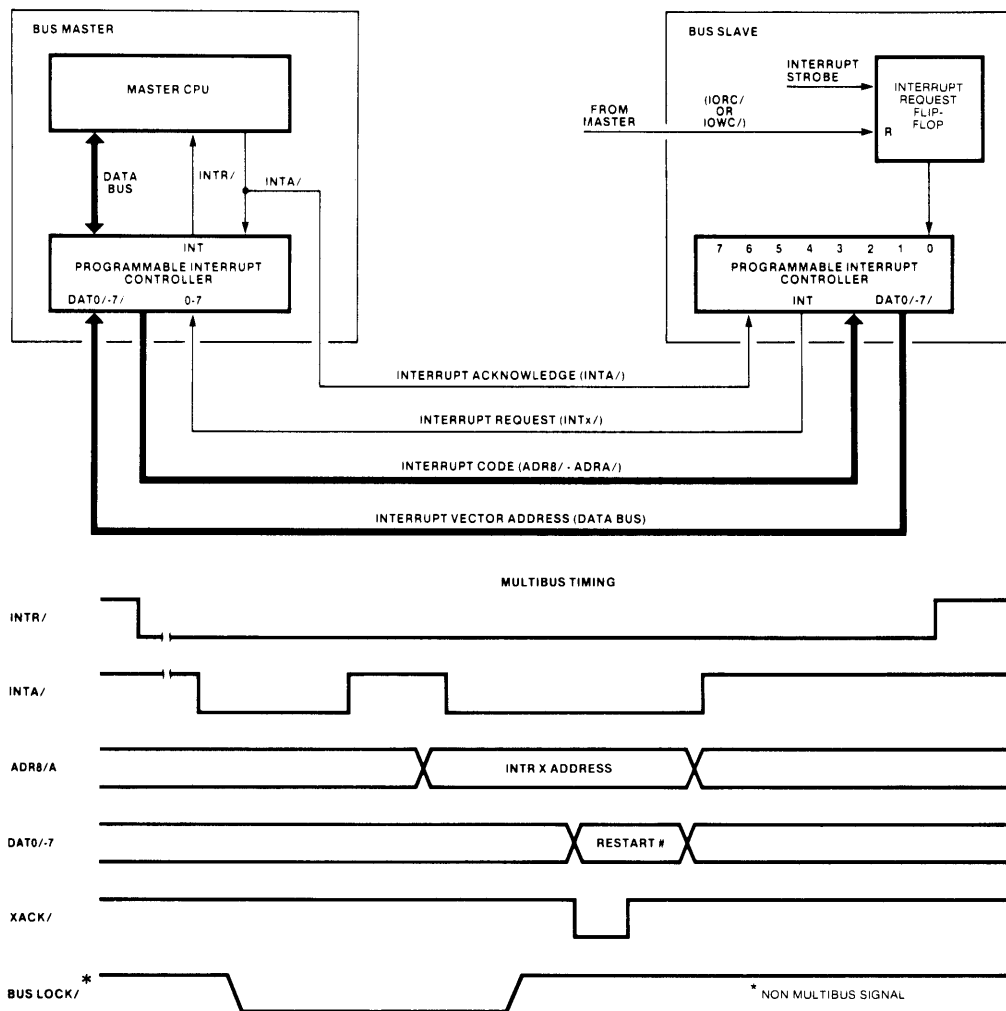 BUS MASTER
MASTER CPU
DATA
BUS
INTR/
INTA/
INT
PROGRAMMABLE INTERRUPT
CONTROLLER
DAT0/-7/ 0-7
BUS SLAVE
INTERRUPT
STROBE
INTERRUPT
REQUEST
FLIP-
FLOP
R
FROM
MASTER
(IORC/
OR
IOWC/)
7 6 5 4 3 2 1 0
PROGRAMMABLE INTERRUPT
CONTROLLER
INT DAT0/-7/
INTERRUPT ACKNOWLEDGE (INTA/)
INTERRUPT REQUEST (INTx/)
INTERRUPT CODE (ADR8/ - ADRA/)
INTERRUPT VECTOR ADDRESS (DATA BUS)
MULTIBUS TIMING
INTR/
INTA/
ADR8/A
INTR X ADDRESS
DAT0/-7
RESTART #
XACK/
BUS LOCK/ *
* NON MULTIBUS SIGNAL